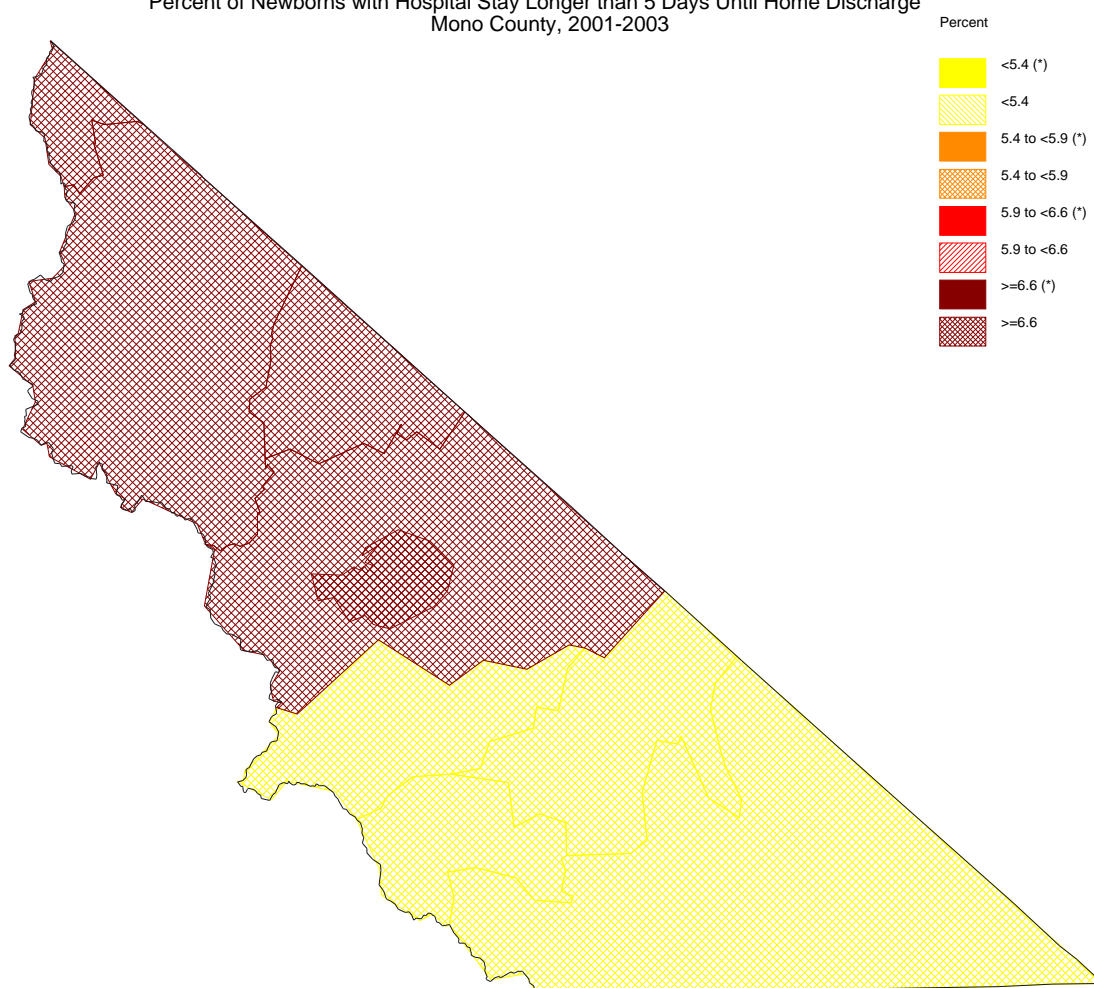 Percent of Newborns with Hospital Stay Longer than 5 Days Until Home Discharge
Mono County, 2001-2003
Percent
<5.4 (*)
<5.4
5.4 to <5.9 (*)
5.4 to <5.9
5.9 to <6.6 (*)
5.9 to <6.6
>=6.6 (*)
>=6.6